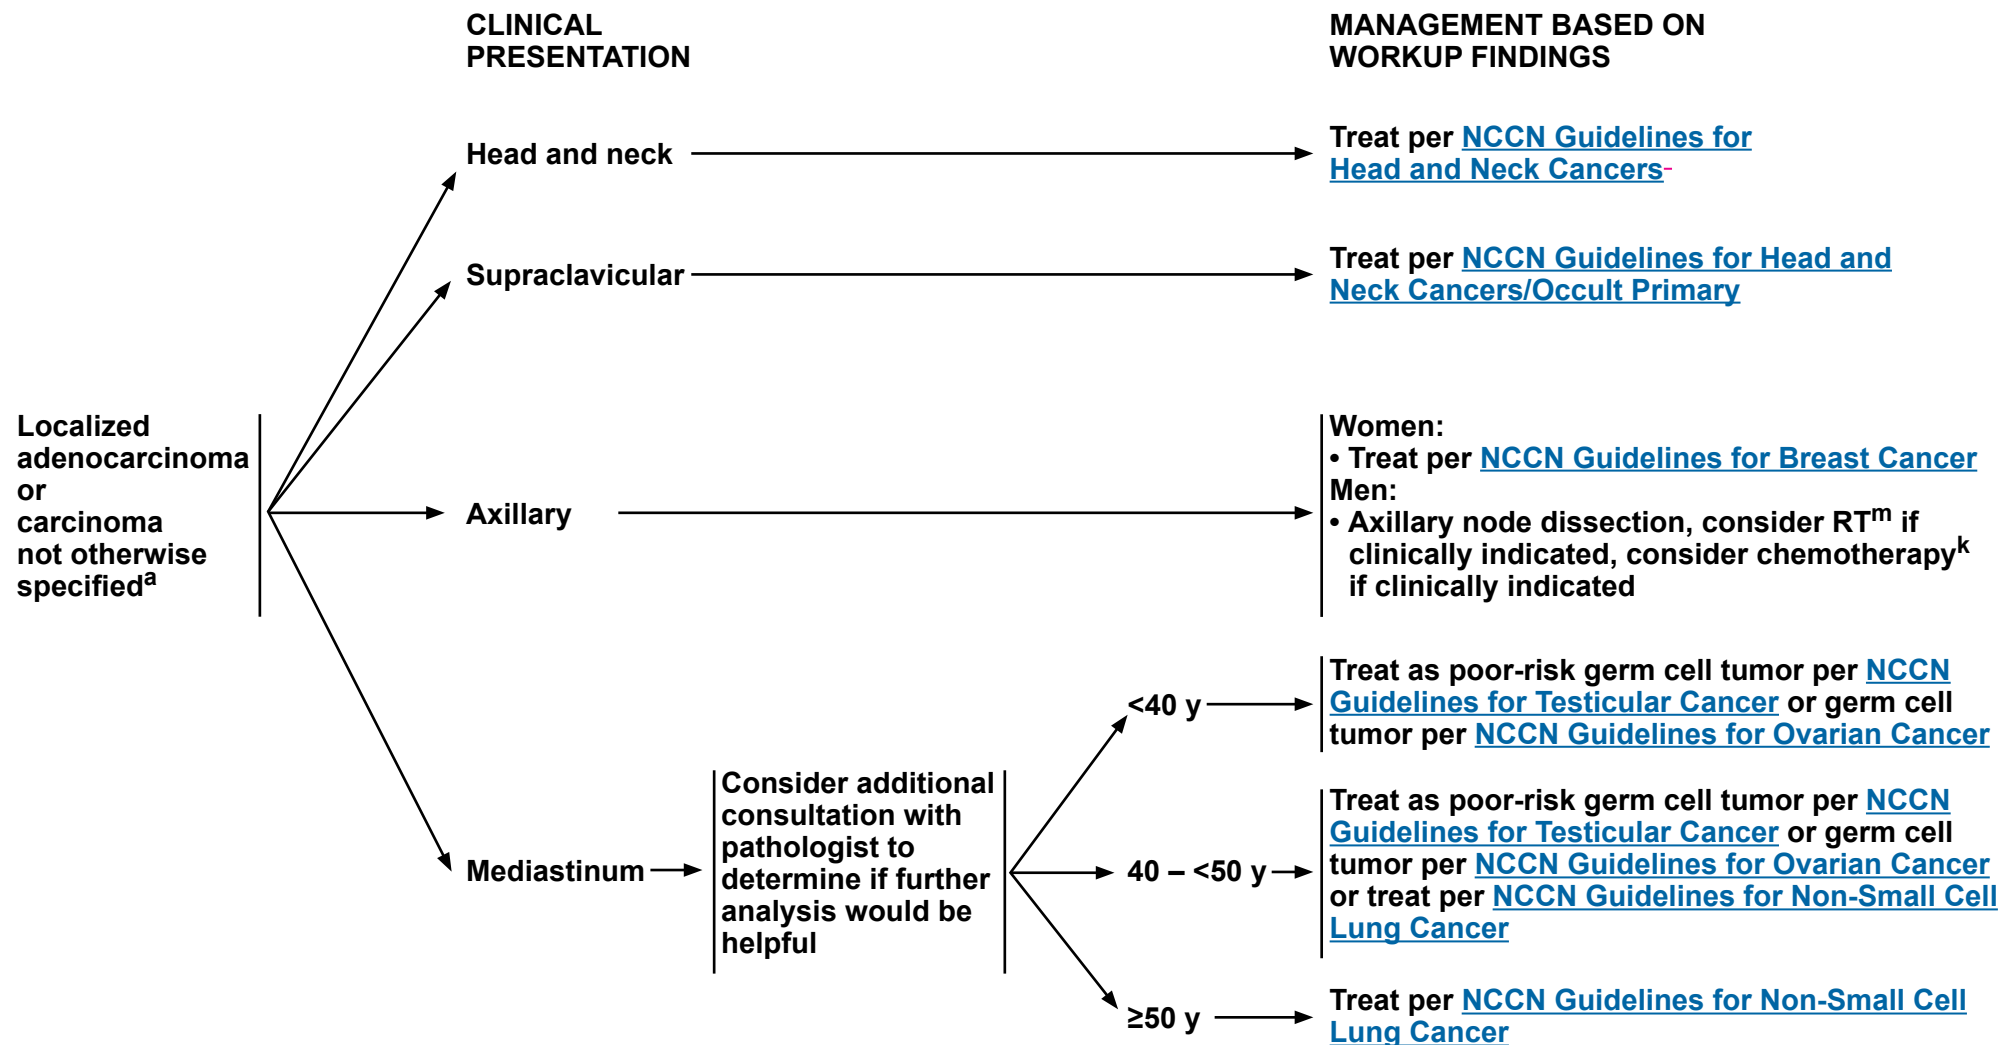 CLINICAL
PRESENTATION
MANAGEMENT BASED ON
WORKUP FINDINGS
Localized
adenocarcinoma
or
carcinoma
not otherwise
specifiedᵃ
Head and neck
Treat per NCCN Guidelines for
Head and Neck Cancers-
Supraclavicular
Treat per NCCN Guidelines for Head and
Neck Cancers/Occult Primary
Axillary
Women:
• Treat per NCCN Guidelines for Breast Cancer
Men:
• Axillary node dissection, consider RTᵐ if
clinically indicated, consider chemotherapyᵏ
if clinically indicated
Mediastinum
Consider additional
consultation with
pathologist to
determine if further
analysis would be
helpful
<40 y
Treat as poor-risk germ cell tumor per NCCN
Guidelines for Testicular Cancer or germ cell
tumor per NCCN Guidelines for Ovarian Cancer
40 – <50 y
Treat as poor-risk germ cell tumor per NCCN
Guidelines for Testicular Cancer or germ cell
tumor per NCCN Guidelines for Ovarian Cancer
or treat per NCCN Guidelines for Non-Small Cell
Lung Cancer
≥50 y
Treat per NCCN Guidelines for Non-Small Cell
Lung Cancer